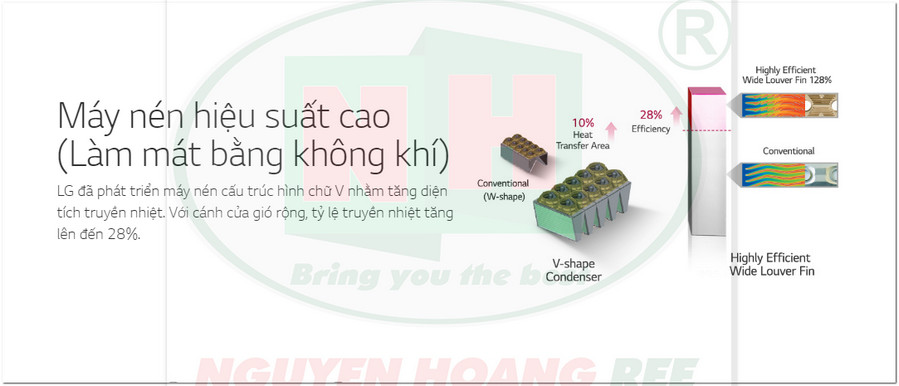 Máy nén hiệu suất cao
(Làm mát bằng không khí)
LG đã phát triển máy nén cấu trúc hình chữ V nhằm tăng diện
tích truyền nhiệt. Với cánh cửa gió rộng, tỷ lệ truyền nhiệt tăng
lên đến 28%.
Conventional
(W-shape)
10%
Heat
Transfer Area
V-shape
Condenser
28%
Efficiency
Highly Efficient
Wide Louver Fin 128%
Conventional
Highly Efficient
Wide Louver Fin
NH
®
Bring you the be
NGUYEN HOANG REE